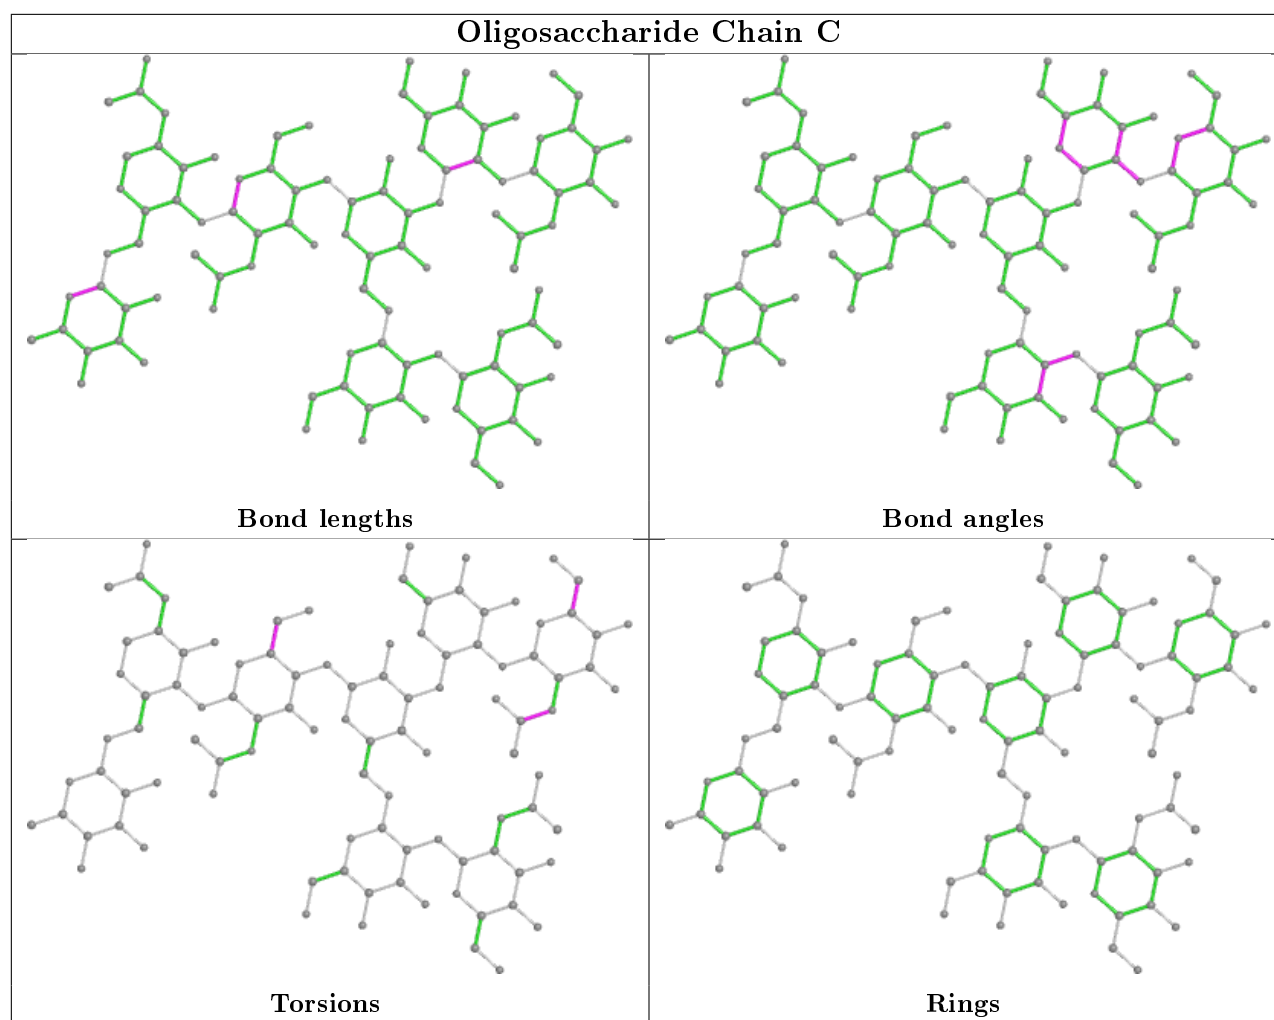 Oligosaccharide Chain C
Bond lengths
Bond angles
Torsions
Rings